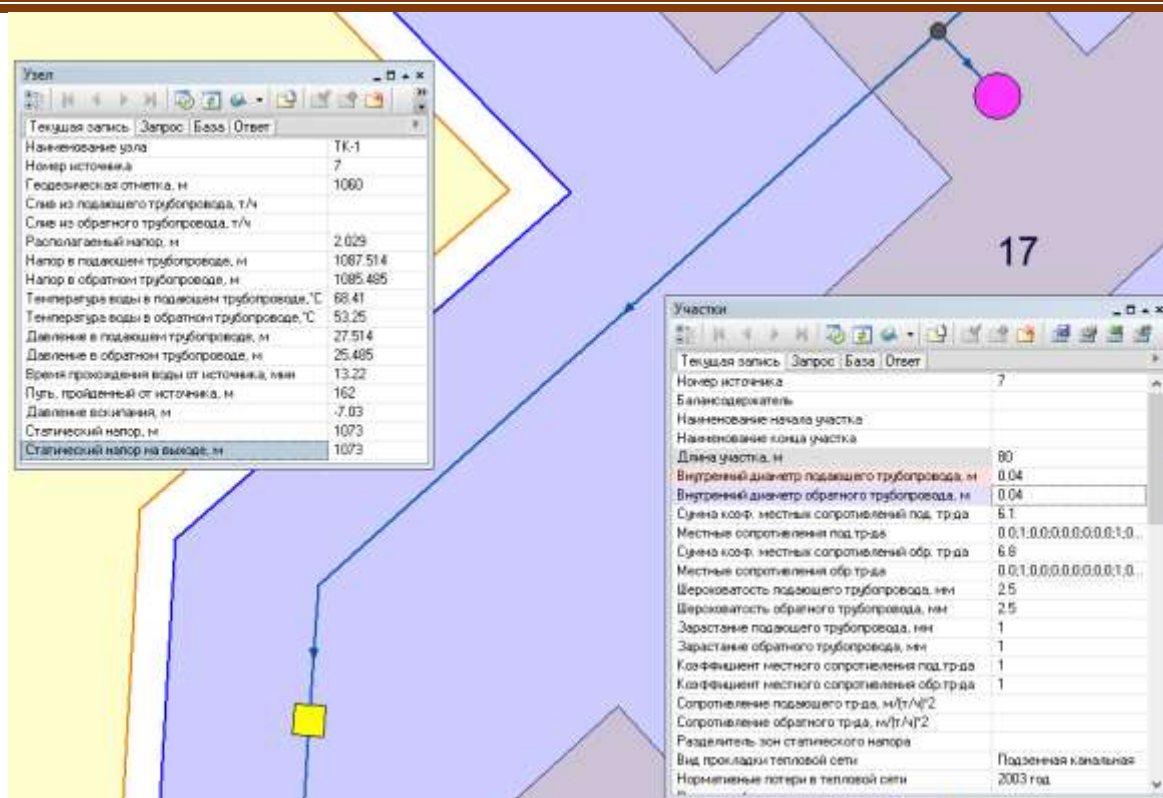 Узел
Текущая запись Запрос База Ответ
Наименование узла ТК-1
Номер источника 7
Геодезическая отметка, м 1060
Слив из подающего трубопровода, т/ч
Слив из обратного трубопровода, т/ч
Располагаемый напор, м 2.029
Напор в подающем трубопроводе, м 1087.514
Напор в обратном трубопроводе, м 1085.485
Температура воды в подающем трубопроводе,°C 68.41
Температура воды в обратном трубопроводе,°C 53.25
Давление в подающем трубопроводе, м 27.514
Давление в обратном трубопроводе, м 25.485
Время прохождения воды от источника, мин 13.22
Путь, пройденный от источника, м 162
Давление вскипания, м -7.03
Статический напор, м 1073
Статический напор на выходе, м 1073
17
Участки
Текущая запись Запрос База Ответ
Номер источника 7
Балансодержатель
Наименование начала участка
Наименование конца участка
Длина участка, м 80
Внутренний диаметр подающего трубопровода, м 0.04
Внутренний диаметр обратного трубопровода, м 0.04
Сумма коэф. местных сопротивлений под. тр-да 6.1
Местные сопротивления под.тр-да
Сумма коэф. местных сопротивлений обр. тр-да 6.8
Местные сопротивления обр.тр-да
Шероховатость подающего трубопровода, мм 2.5
Шероховатость обратного трубопровода, мм 2.5
Зарастание подающего трубопровода, мм 1
Зарастание обратного трубопровода, мм 1
Коэффициент местного сопротивления под.тр-да 1
Коэффициент местного сопротивления обр.тр-да 1
Сопротивление подающего тр-да, м/(т/ч)^2
Сопротивление обратного тр-да, м/(т/ч)^2
Разделитель зон статического напора
Вид прокладки тепловой сети Подземная канальная
Нормативные потери в тепловой сети 2003 год